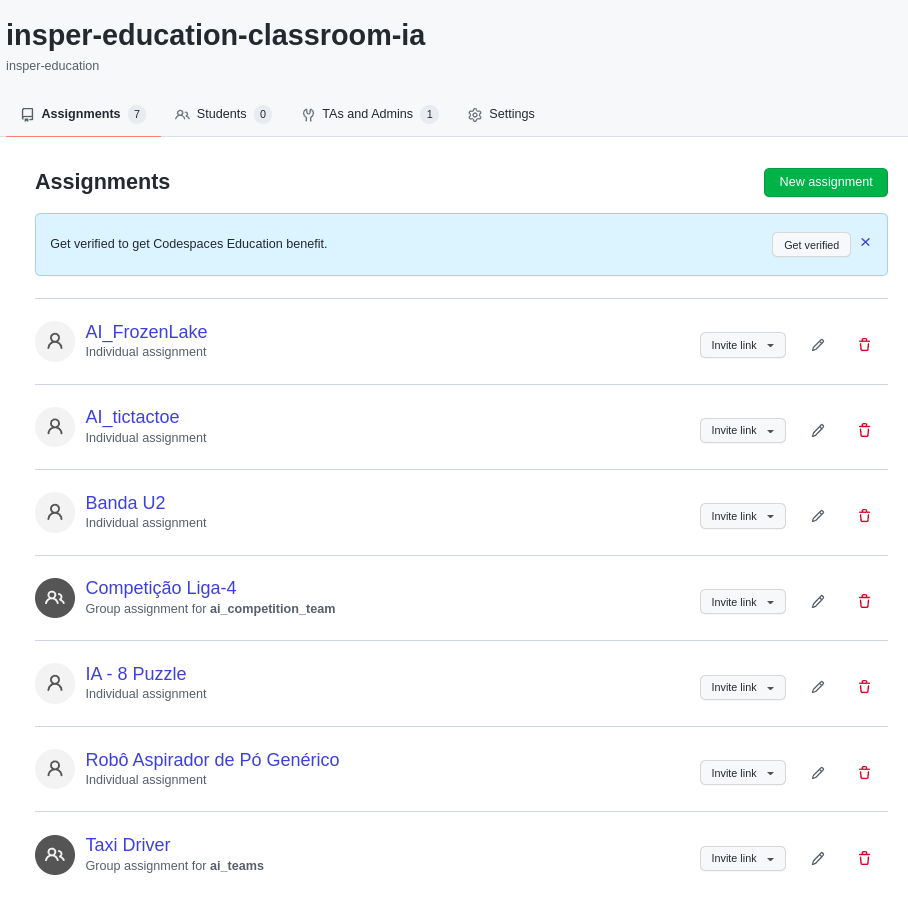 insper-education-classroom-ia
insper-education
Assignments 7 Students 0 TAs and Admins 1 Settings
Assignments
New assignment
Get verified to get Codespaces Education benefit.
Get verified
AI_FrozenLake
Individual assignment
Invite link
AI_tictactoe
Individual assignment
Invite link
Banda U2
Individual assignment
Invite link
Competição Liga-4
Group assignment for ai_competition_team
Invite link
IA - 8 Puzzle
Individual assignment
Invite link
Robô Aspirador de Pó Genérico
Individual assignment
Invite link
Taxi Driver
Group assignment for ai_teams
Invite link